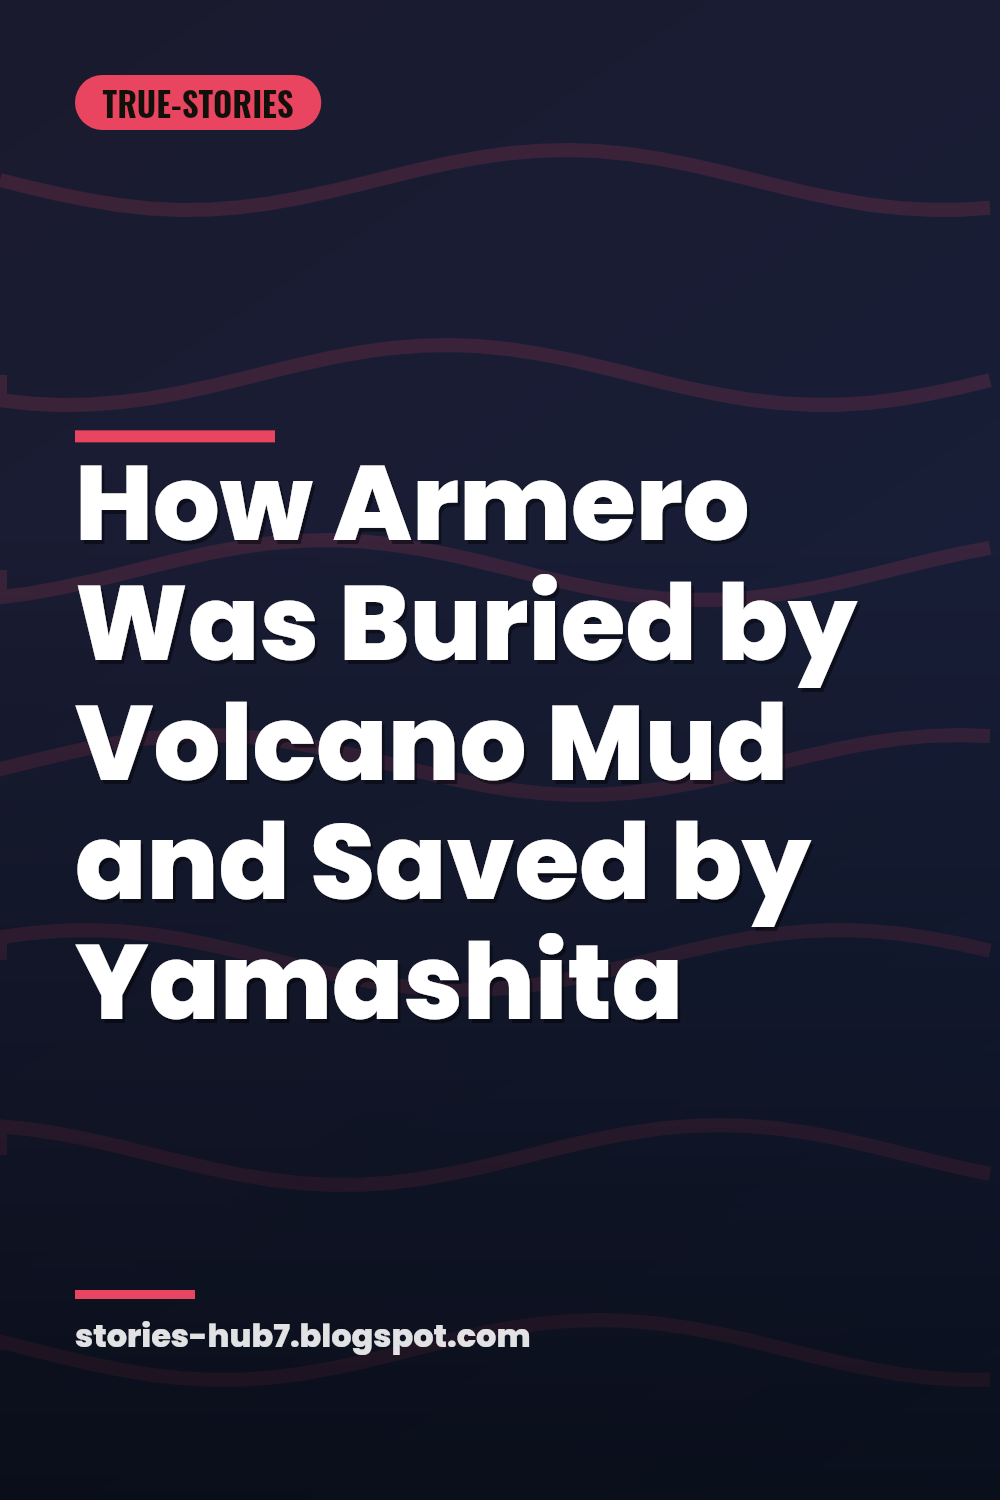 TRUE-STORIES
How Armero
Was Buried by
Volcano Mud
and Saved by
Yamashita
stories-hub7.blogspot.com